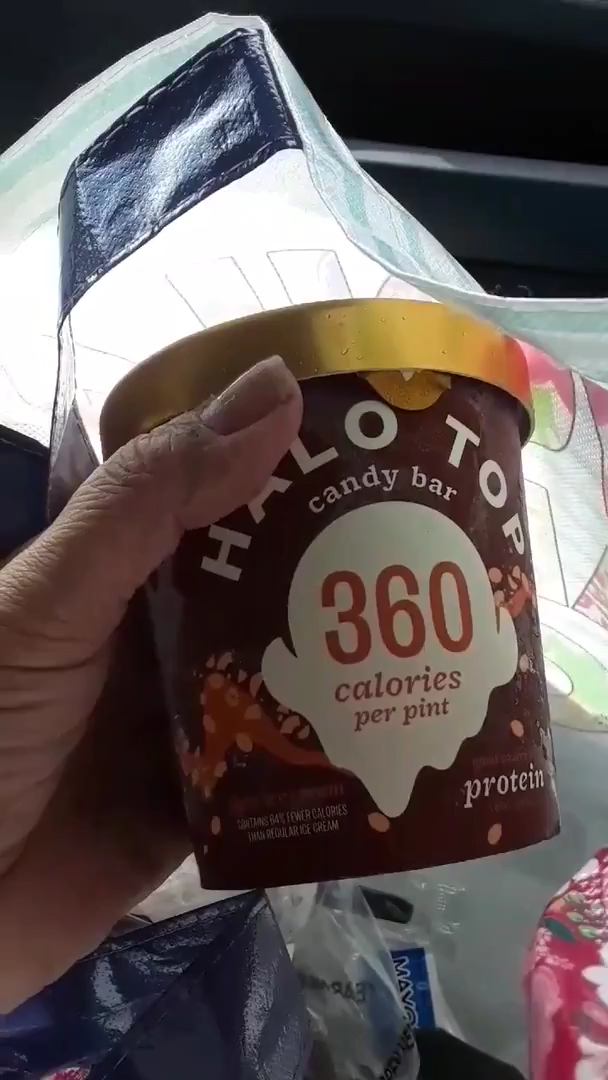 HALO TOP
candy bar
360
calories
per pint
protein
CONTAINS 64% FEWER CALORIES
THAN REGULAR ICE CREAM